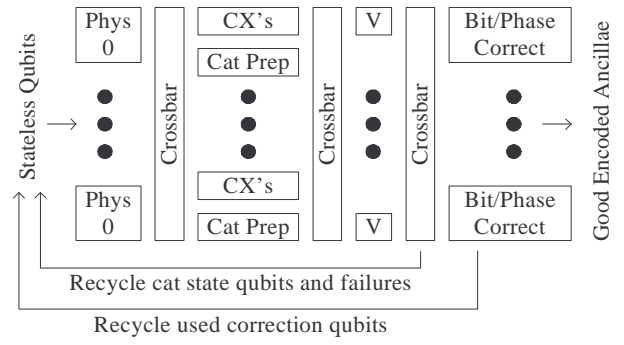 Stateless Qubits
Phys
0
Crossbar
CX's
Cat Prep
Crossbar
V
Crossbar
Bit/Phase
Correct
Good Encoded Ancillae
Phys
0
CX's
Cat Prep
V
Bit/Phase
Correct
Recycle cat state qubits and failures
Recycle used correction qubits